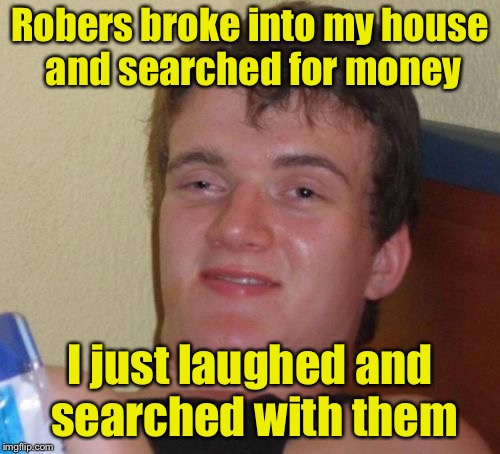 Robers broke into my house
and searched for money
I just laughed and
searched with them
imgflip.com